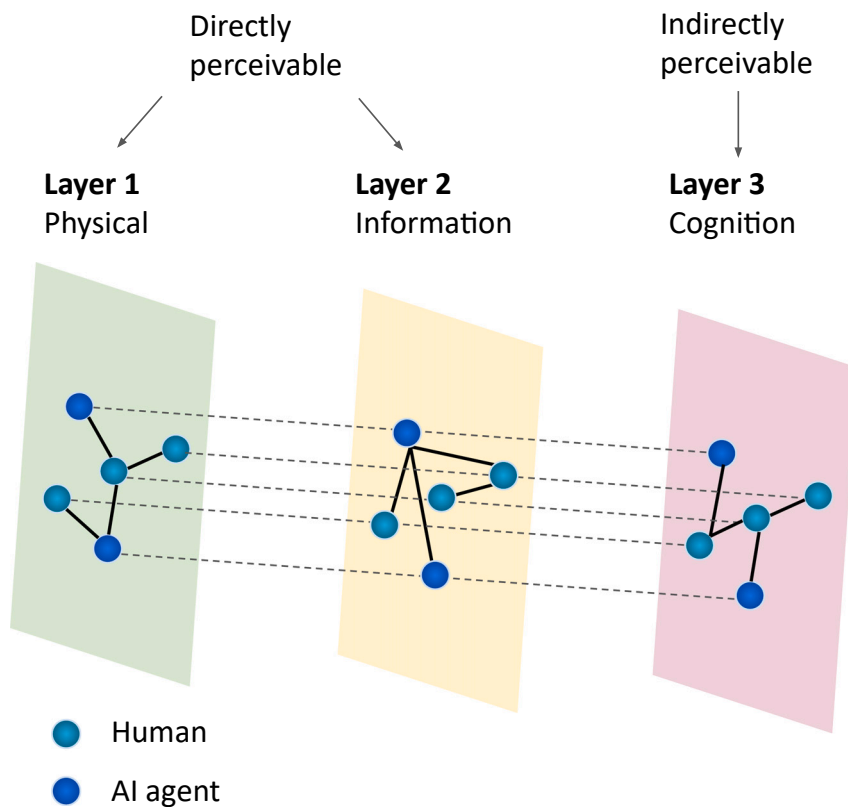 Directly
perceivable
Indirectly
perceivable
Layer 1
Physical
Layer 2
Information
Layer 3
Cognition
Human
AI agent